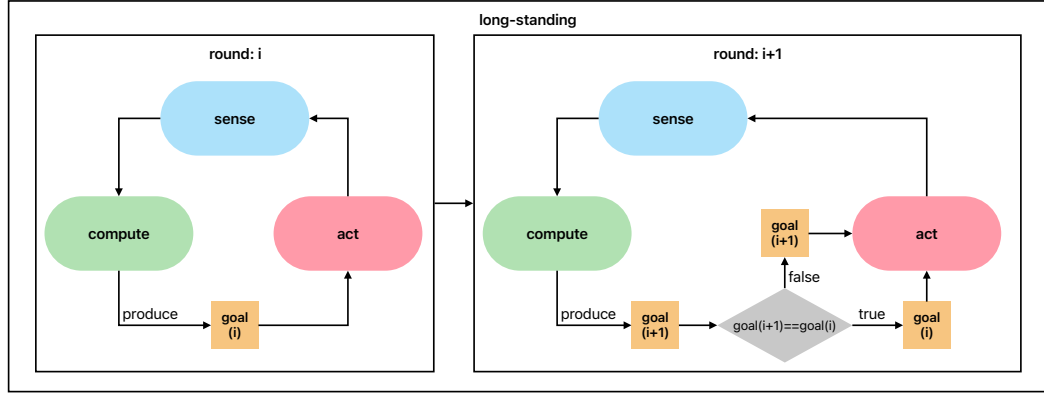 long-standing
round: i
sense
compute
act
produce
goal
(i)
round: i+1
sense
compute
goal
(i+1)
act
false
produce
goal
(i+1)
goal(i+1)==goal(i)
true
goal
(i)